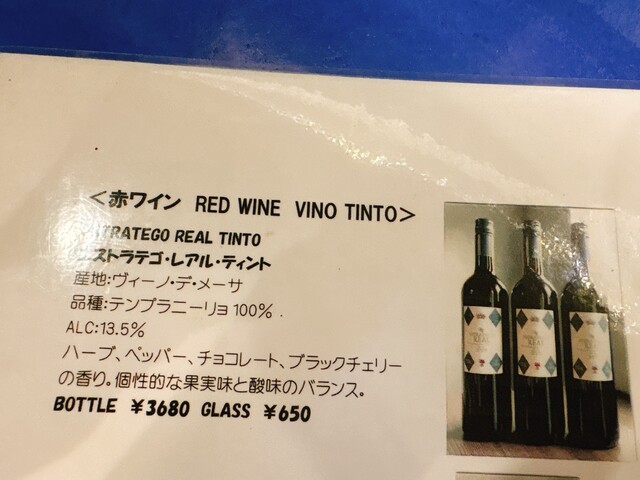 <赤ワイン RED WINE VINO TINTO>
REAL TINTO
レアル・ティント
産地:ヴィーノ・デ・メーサ
品種:テンプラニーリョ100%.
ALC:13.5%
ハーブ、ペッパー、チョコレート、ブラックチェリー
の香り。個性的な果実味と酸味のバランス。
BOTTLE ¥3680 GLASS ¥650